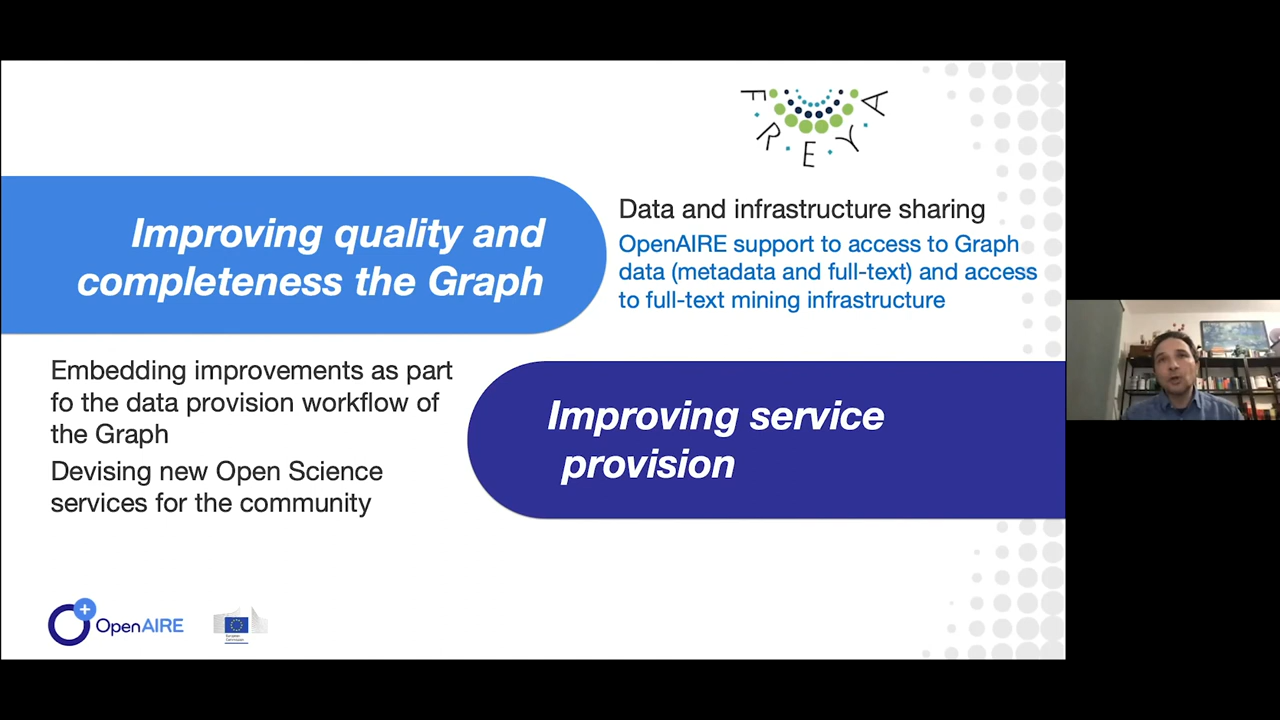 FREYA
Improving quality and
completeness the Graph
Data and infrastructure sharing
OpenAIRE support to access to Graph
data (metadata and full-text) and access
to full-text mining infrastructure
Embedding improvements as part
fo the data provision workflow of
the Graph
Devising new Open Science
services for the community
Improving service
provision
OpenAIRE
European
Commission